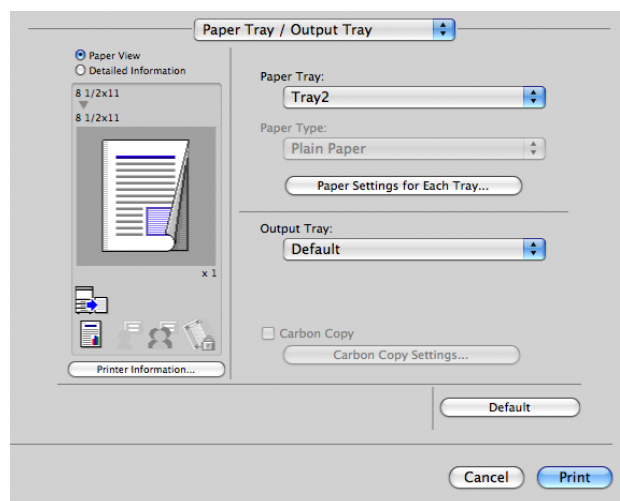 Paper Tray / Output Tray
Paper View
Detailed Information
8 1/2x11
8 1/2x11
x 1
Printer Information...
Paper Tray:
Tray2
Paper Type:
Plain Paper
Paper Settings for Each Tray...
Output Tray:
Default
Carbon Copy
Carbon Copy Settings...
Default
Cancel
Print